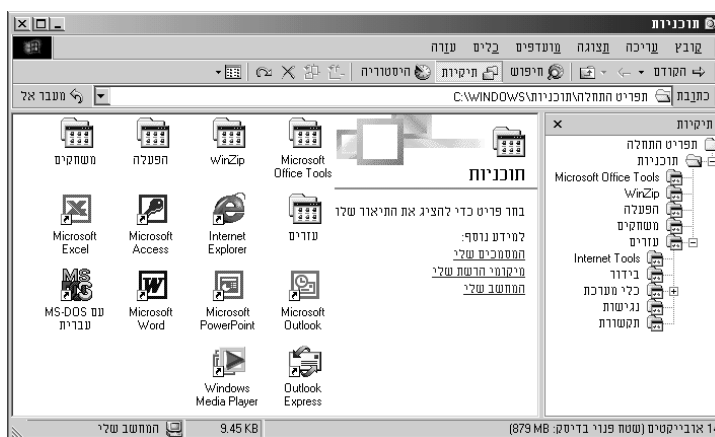 תוכניות
קובץ עריכה תצוגה מועדפים כלים עזרה
הקודם חיפוש תיקיות היסטוריה
כתובת C:\WINDOWS\תפריט התחלה\תוכניות מעבר אל
תיקיות
תפריט התחלה
תוכניות
Microsoft Office Tools
WinZip
הפעלה
משחקים
עזרים
Internet Tools
בידור
כלי מערכת
נגישות
תקשורת
תוכניות
בחר פריט כדי להציג את התיאור שלו
למידע נוסף:
המסמכים שלי
מיקומי הרשת שלי
המחשב שלי
Microsoft Office Tools
WinZip
הפעלה
משחקים
עזרים
Internet Explorer
Microsoft Access
Microsoft Excel
Microsoft Outlook
Microsoft PowerPoint
Microsoft Word
MS-DOS עם עברית
Outlook Express
Windows Media Player
14 אובייקטים (שטח פנוי בדיסק: 879 MB)
9.45 KB
המחשב שלי